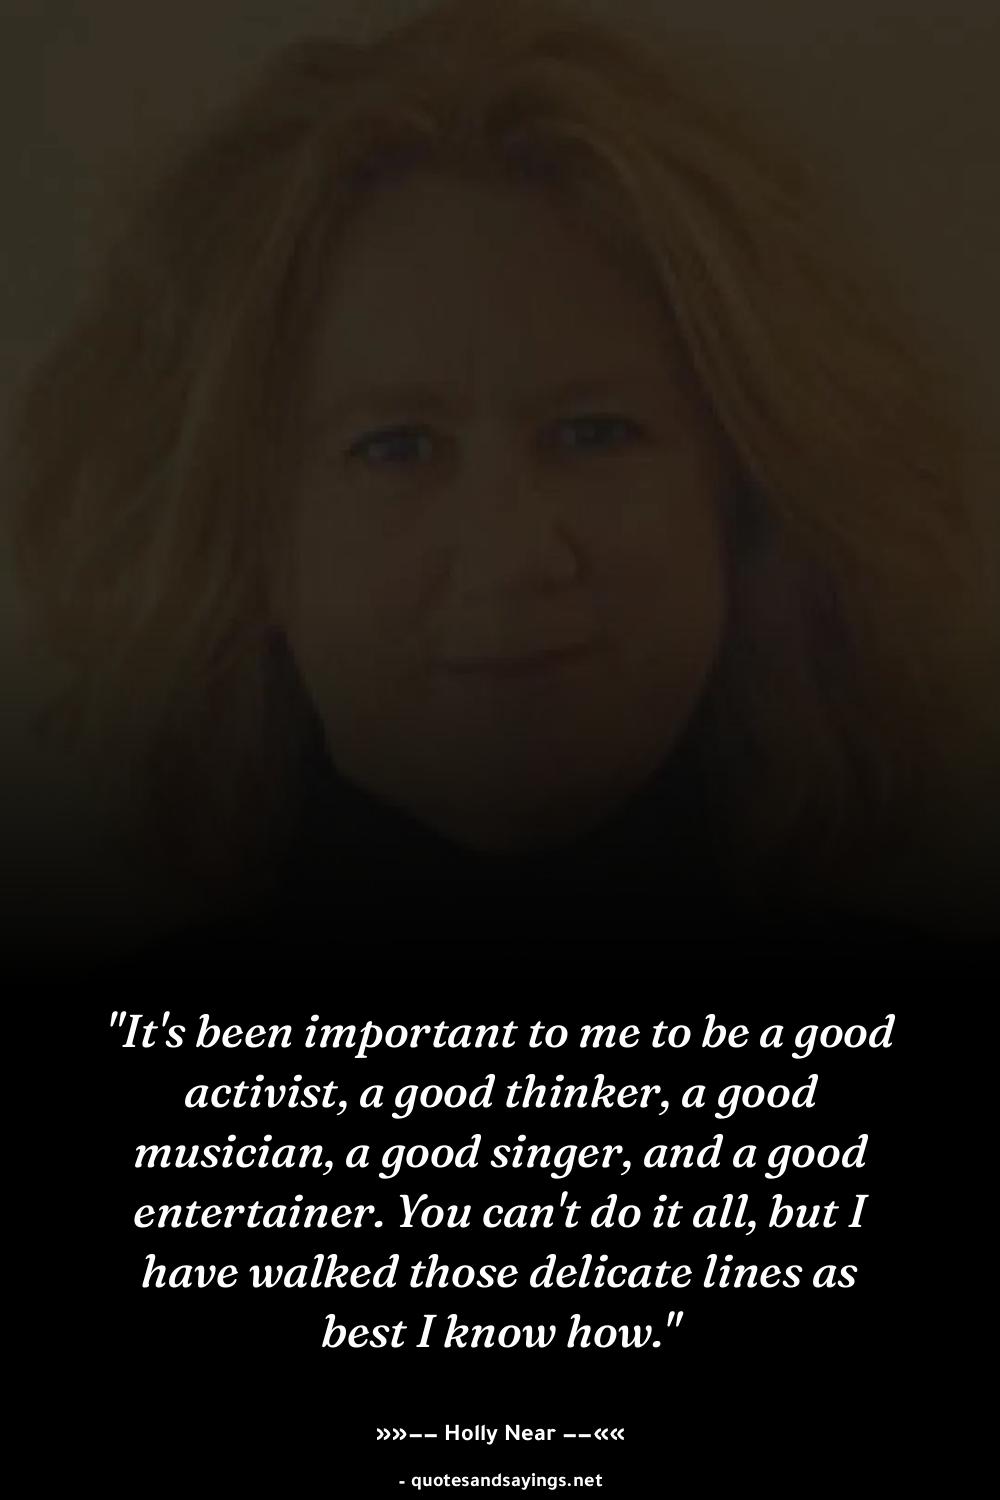 "It's been important to me to be a good
activist, a good thinker, a good
musician, a good singer, and a good
entertainer. You can't do it all, but I
have walked those delicate lines as
best I know how."
»»−− Holly Near −−««
- quotesandsayings.net